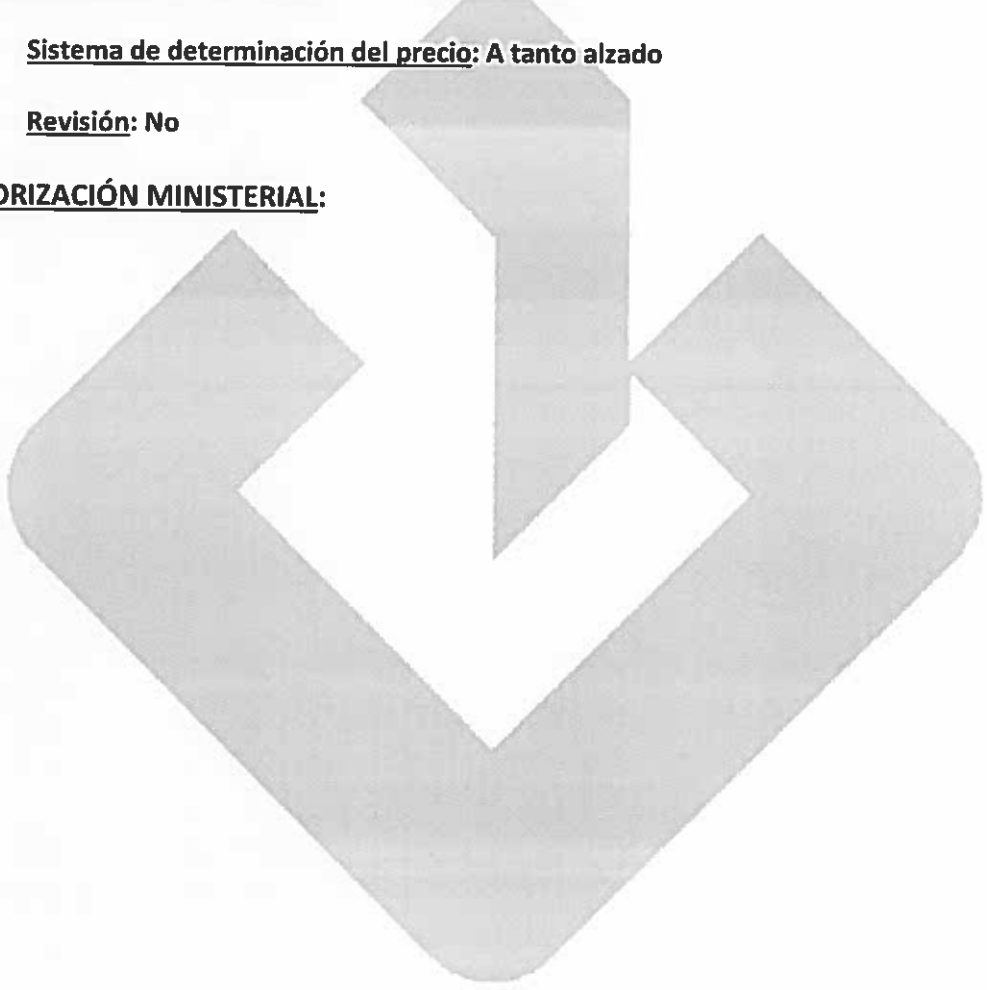 Sistema de determinación del precio: A tanto alzado
Revisión: No
ORIZACIÓN MINISTERIAL: